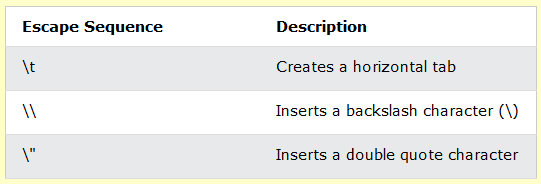 Escape Sequence Description
\t Creates a horizontal tab
\\ Inserts a backslash character (\)
\" Inserts a double quote character